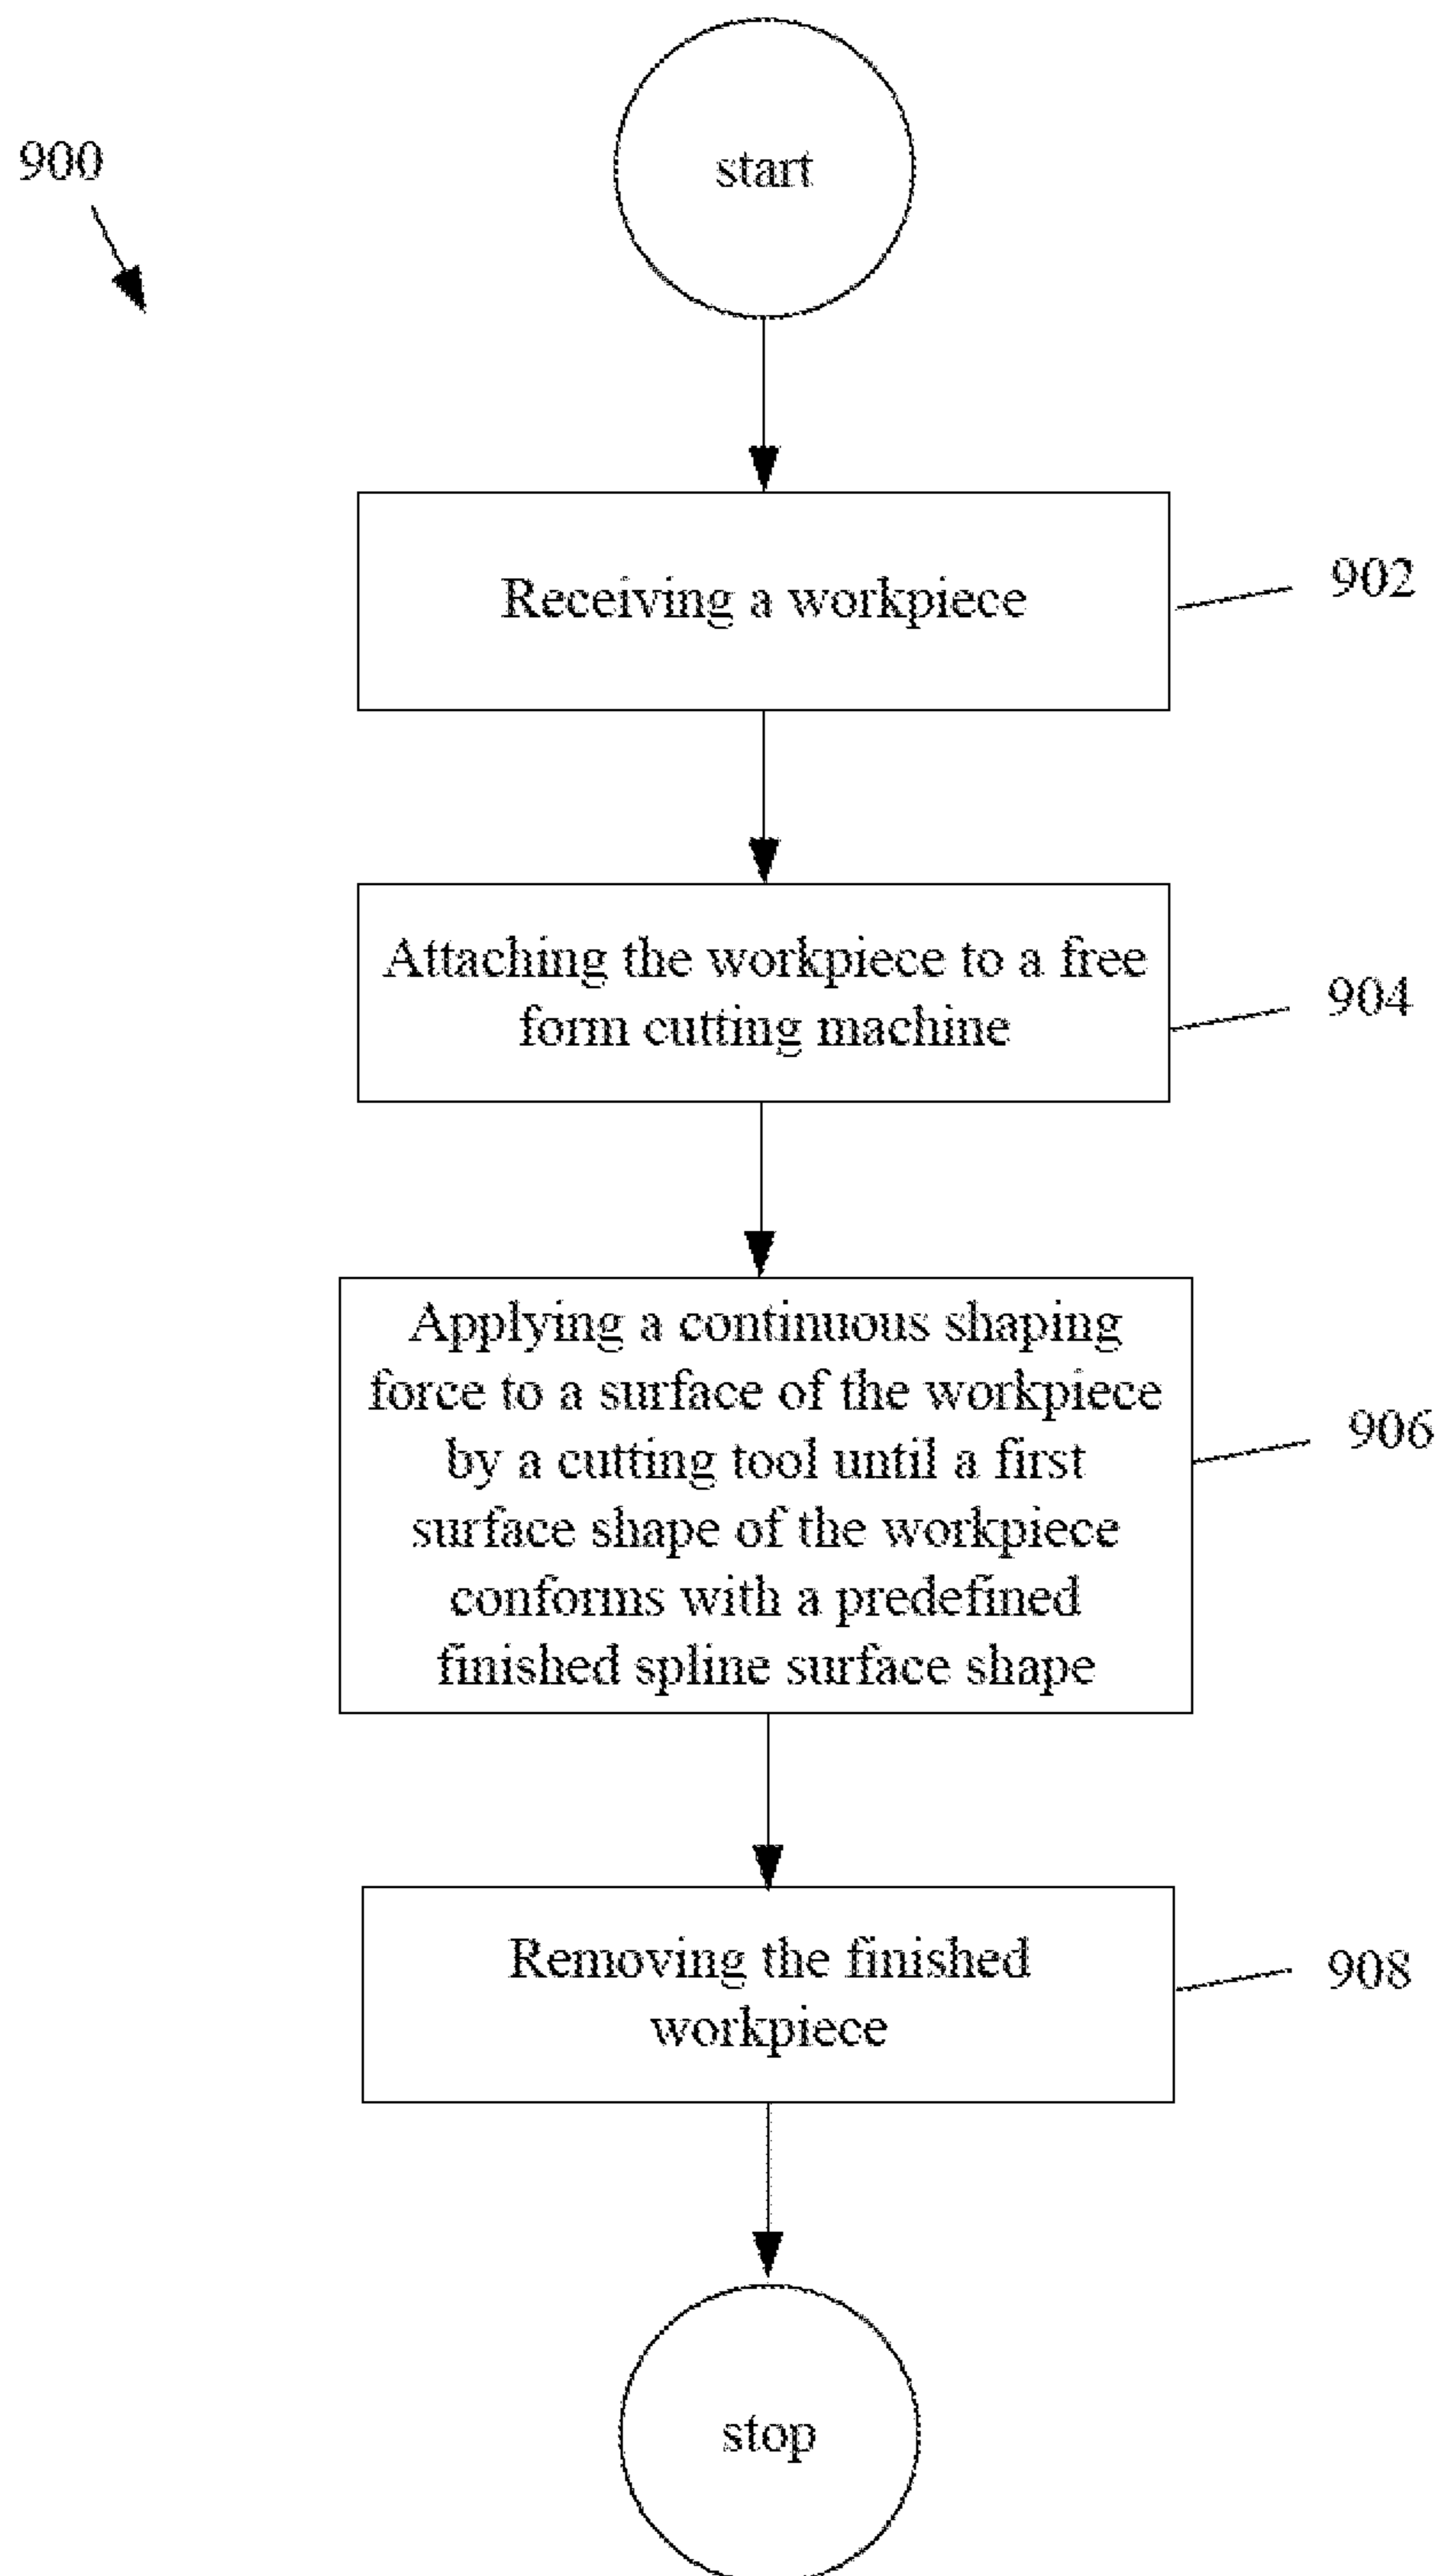 900
start
Receiving a workpiece
902
Attaching the workpiece to a free
form cutting machine
904
Applying a continuous shaping
force to a surface of the workpiece
by a cutting tool until a first
surface shape of the workpiece
conforms with a predefined
finished spline surface shape
906
Removing the finished
workpiece
908
stop